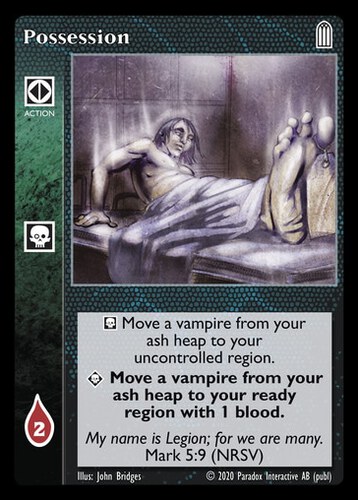 Possession
ACTION
Move a vampire from your
ash heap to your
uncontrolled region.
Move a vampire from your
ash heap to your ready
region with 1 blood.
2
My name is Legion; for we are many.
Mark 5:9 (NRSV)
Illus: John Bridges © 2020 Paradox Interactive AB (publ)